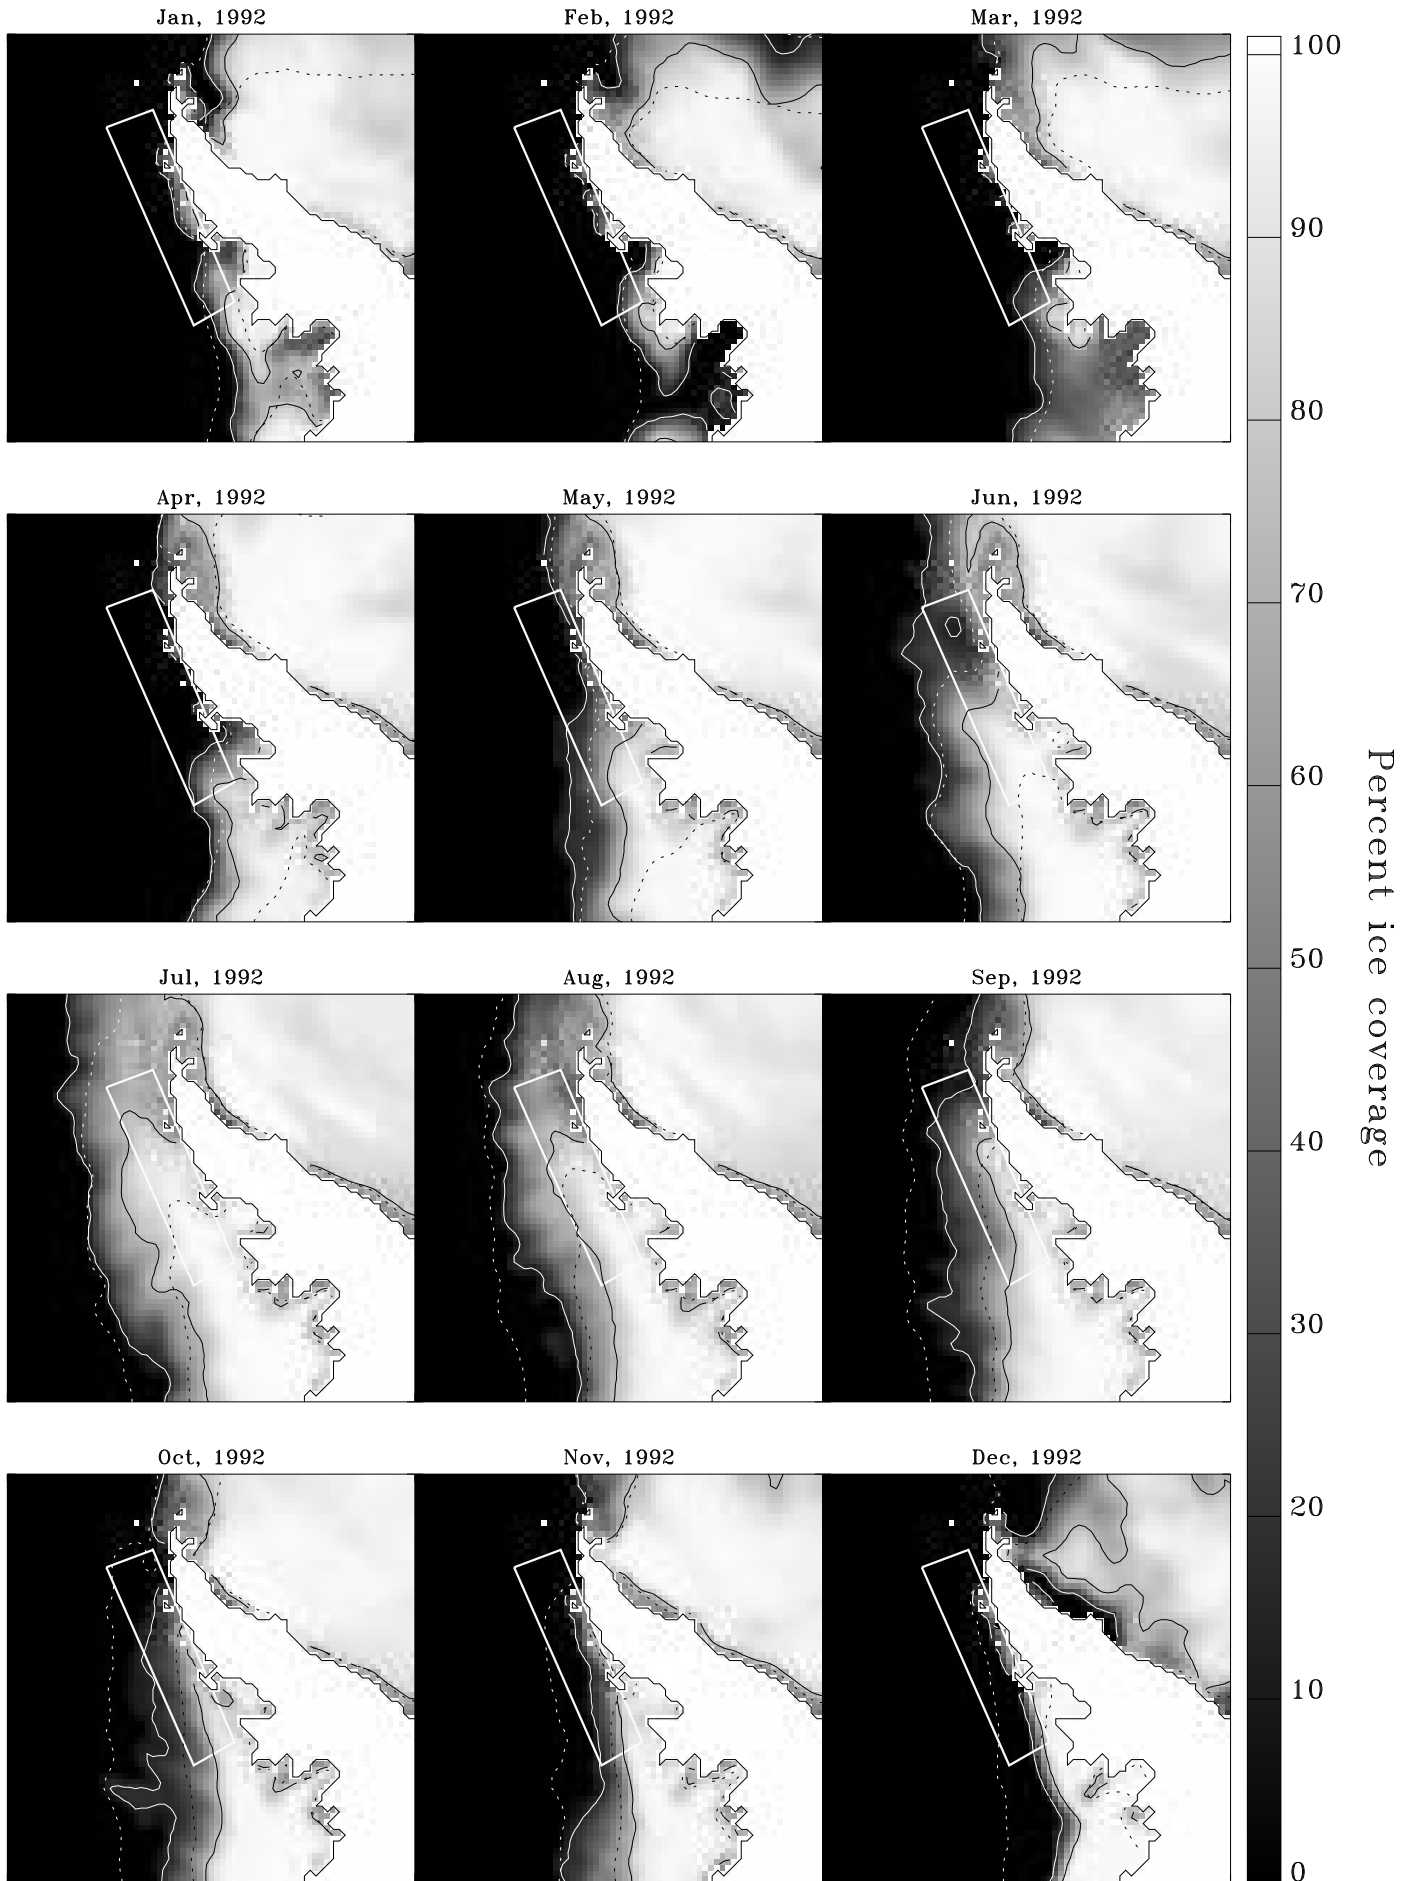 Jan, 1992
Feb, 1992
Mar, 1992
Apr, 1992
May, 1992
Jun, 1992
Jul, 1992
Aug, 1992
Sep, 1992
Oct, 1992
Nov, 1992
Dec, 1992
100
90
80
70
60
50
40
30
20
10
0
Percent ice coverage